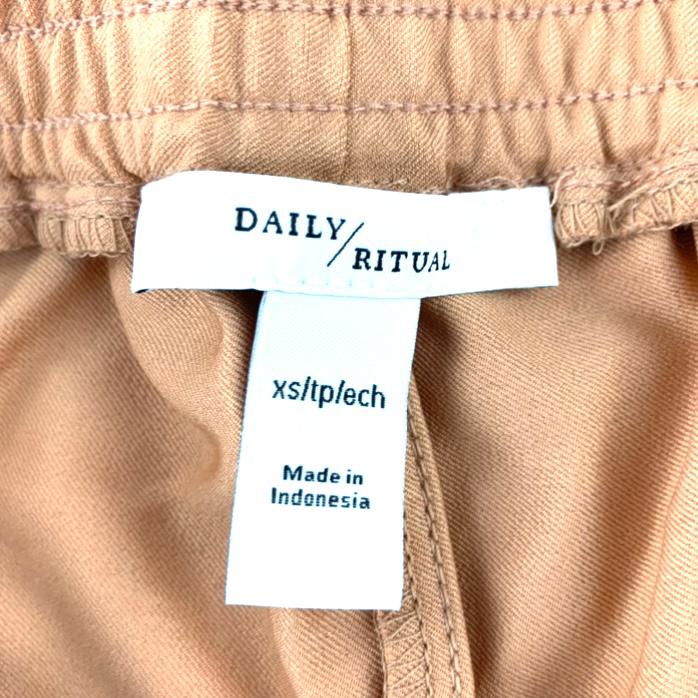 DAILY/
RITUAL
xs/tp/ech
Made in
Indonesia